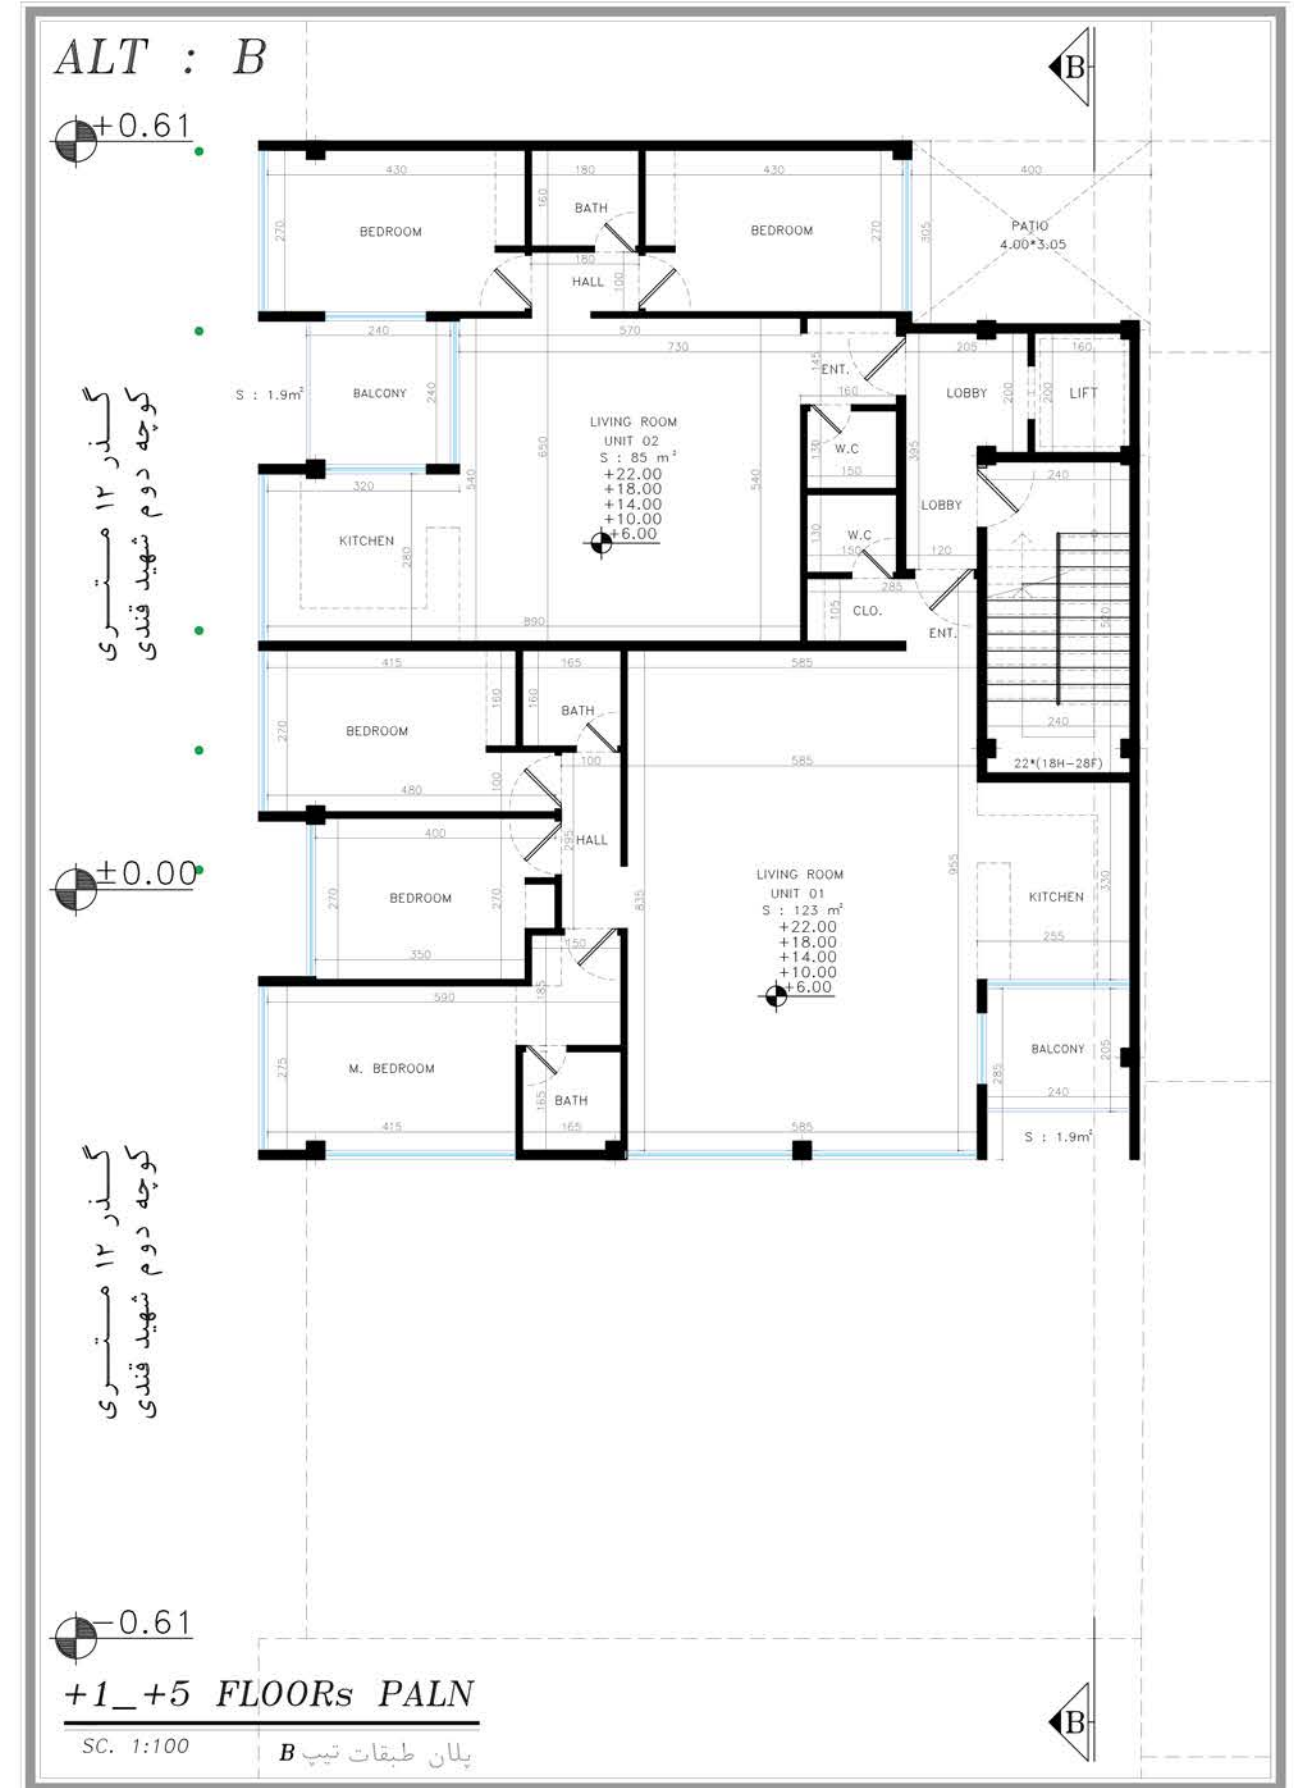 ALT : B
B
+0.61
430
180
430
400
160
BATH
270
BEDROOM
BEDROOM
270
305
PATIO
4.00*3.05
180
HALL
100
240
570
730
205
160
145
ENT.
160
S : 1.9m²
BALCONY
240
LOBBY
200
200
LIFT
LIVING ROOM
UNIT 02
S : 85 m²
+22.00
+18.00
+14.00
+10.00
+6.00
650
130
W.C
150
395
240
320
540
540
LOBBY
KITCHEN
280
130
W.C
150
120
285
105
CLO.
ENT.
890
520
گذر ۱۲ متری
کوچه دوم شهید قندی
415
165
585
270
BEDROOM
160
160
BATH
240
100
585
22*(18H-28F)
480
100
400
295
HALL
±0.00
270
BEDROOM
270
835
LIVING ROOM
UNIT 01
S : 123 m²
+22.00
+18.00
+14.00
+10.00
+6.00
955
330
KITCHEN
255
350
150
590
185
275
M. BEDROOM
165
BATH
285
BALCONY
205
240
415
165
585
S : 1.9m²
گذر ۱۲ متری
کوچه دوم شهید قندی
-0.61
+1_+5 FLOORs PALN
SC. 1:100
پلان طبقات تیپ B
B